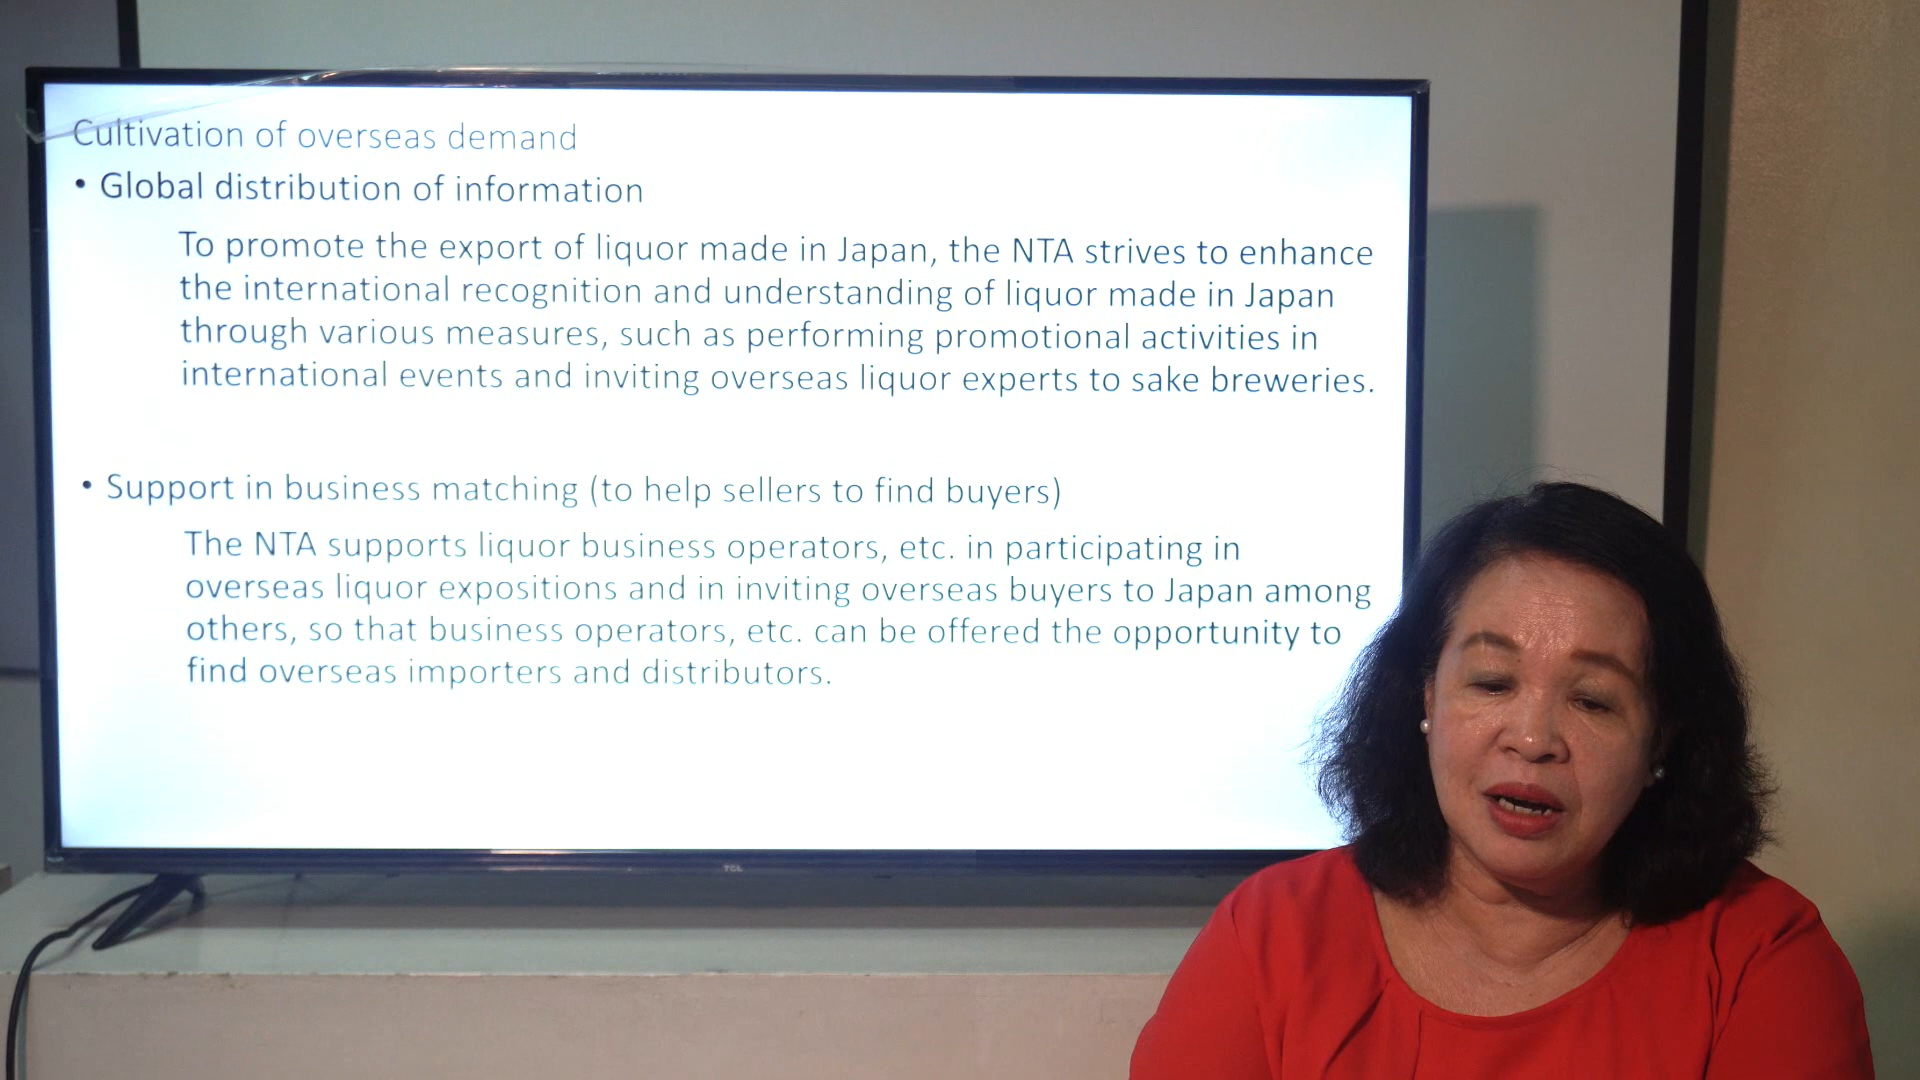 Cultivation of overseas demand
• Global distribution of information
To promote the export of liquor made in Japan, the NTA strives to enhance
the international recognition and understanding of liquor made in Japan
through various measures, such as performing promotional activities in
international events and inviting overseas liquor experts to sake breweries.
• Support in business matching (to help sellers to find buyers)
The NTA supports liquor business operators, etc. in participating in
overseas liquor expositions and in inviting overseas buyers to Japan among
others, so that business operators, etc. can be offered the opportunity to
find overseas importers and distributors.
TCL